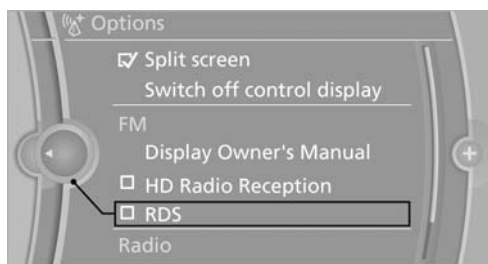 Options
Split screen
Switch off control display
FM
Display Owner's Manual
HD Radio Reception
RDS
Radio